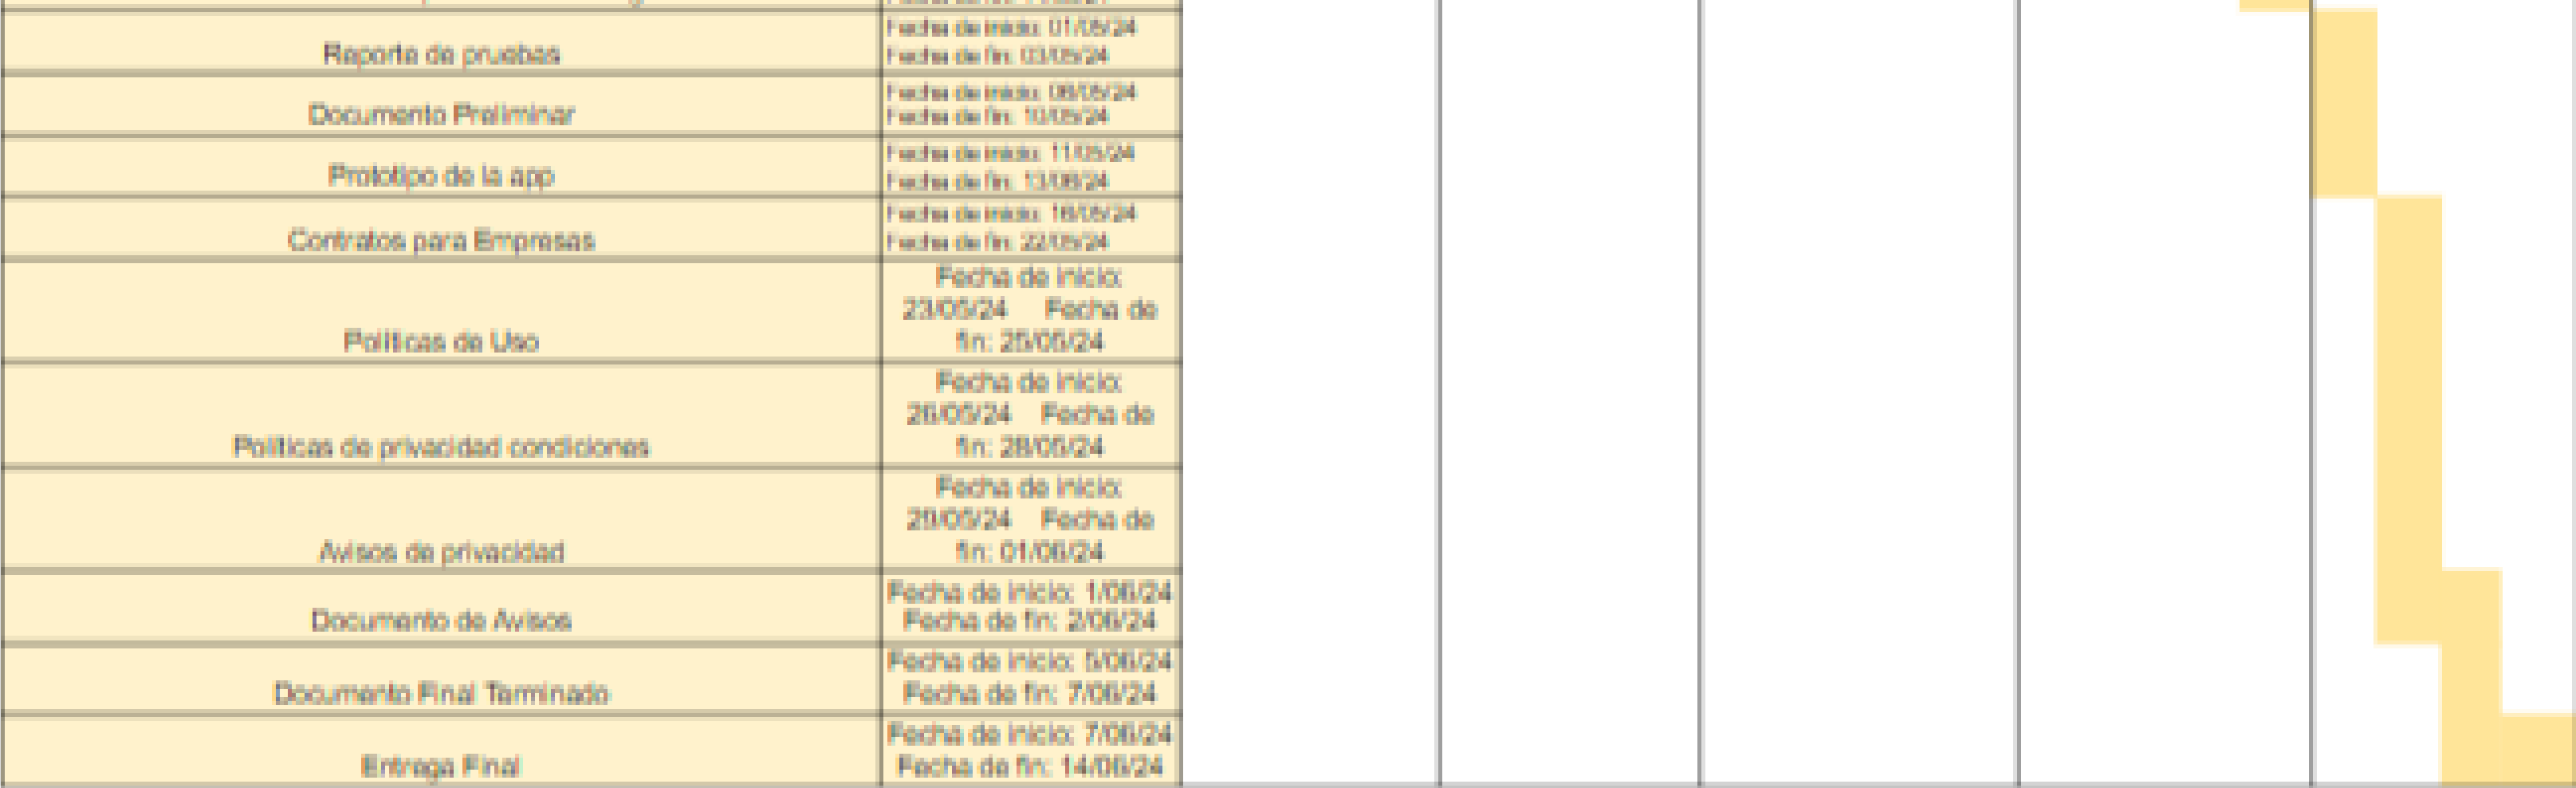 Reporte de pruebas
Fecha de inicio: 01/05/24
Fecha de fin: 03/05/24
Documento Preliminar
Fecha de inicio: 08/05/24
Fecha de fin: 10/05/24
Prototipo de la app
Fecha de inicio: 11/05/24
Fecha de fin:
Contratos para Empresas
Fecha de inicio: 16/05/24
Fecha de fin: 22/05/24
Políticas de Uso
Fecha de inicio:
23/05/24 Fecha de
fin: 25/05/24
Políticas de privacidad condiciones
Fecha de inicio:
26/05/24 Fecha de
fin: 28/05/24
Avisos de privacidad
Fecha de inicio:
29/05/24 Fecha de
fin: 01/06/24
Documento de Avisos
Fecha de inicio: 1/06/24
Fecha de fin: 2/06/24
Documento Final Terminado
Fecha de inicio: 5/06/24
Fecha de fin: 7/06/24
Entrega Final
Fecha de inicio: 7/06/24
Fecha de fin: 14/06/24